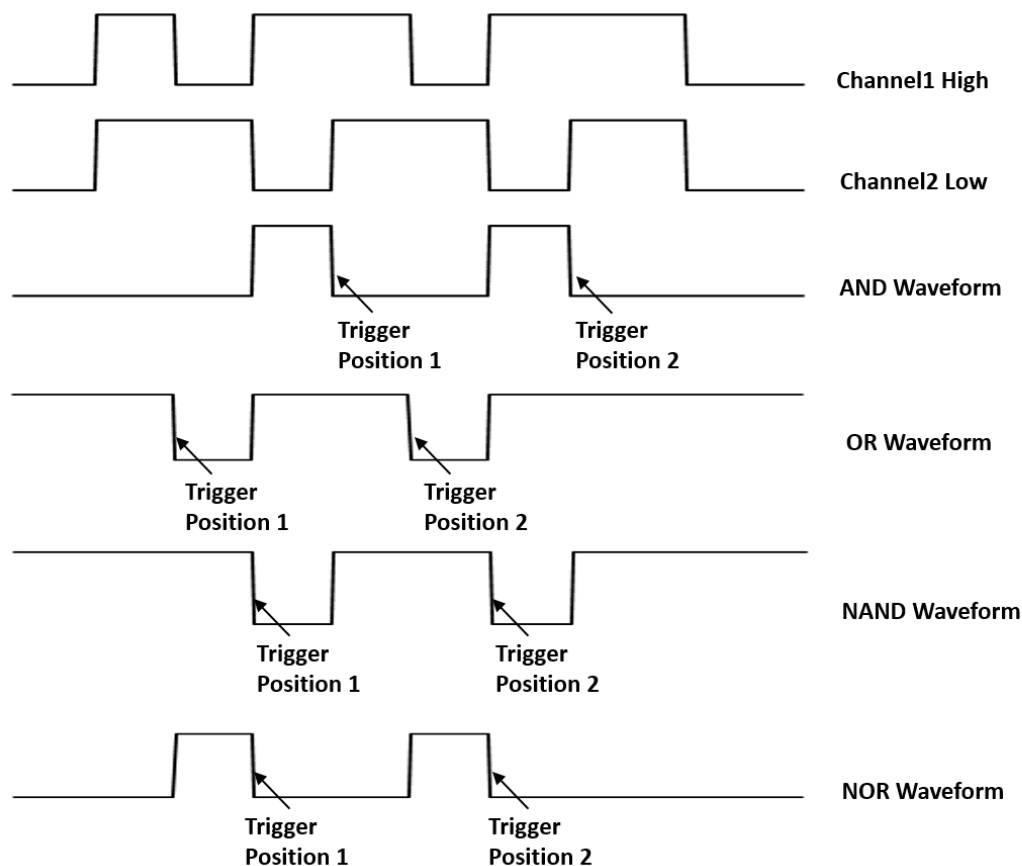 Channel1 High
Channel2 Low
AND Waveform
Trigger
Position 1
Trigger
Position 2
OR Waveform
Trigger
Position 1
Trigger
Position 2
NAND Waveform
Trigger
Position 1
Trigger
Position 2
NOR Waveform
Trigger
Position 1
Trigger
Position 2